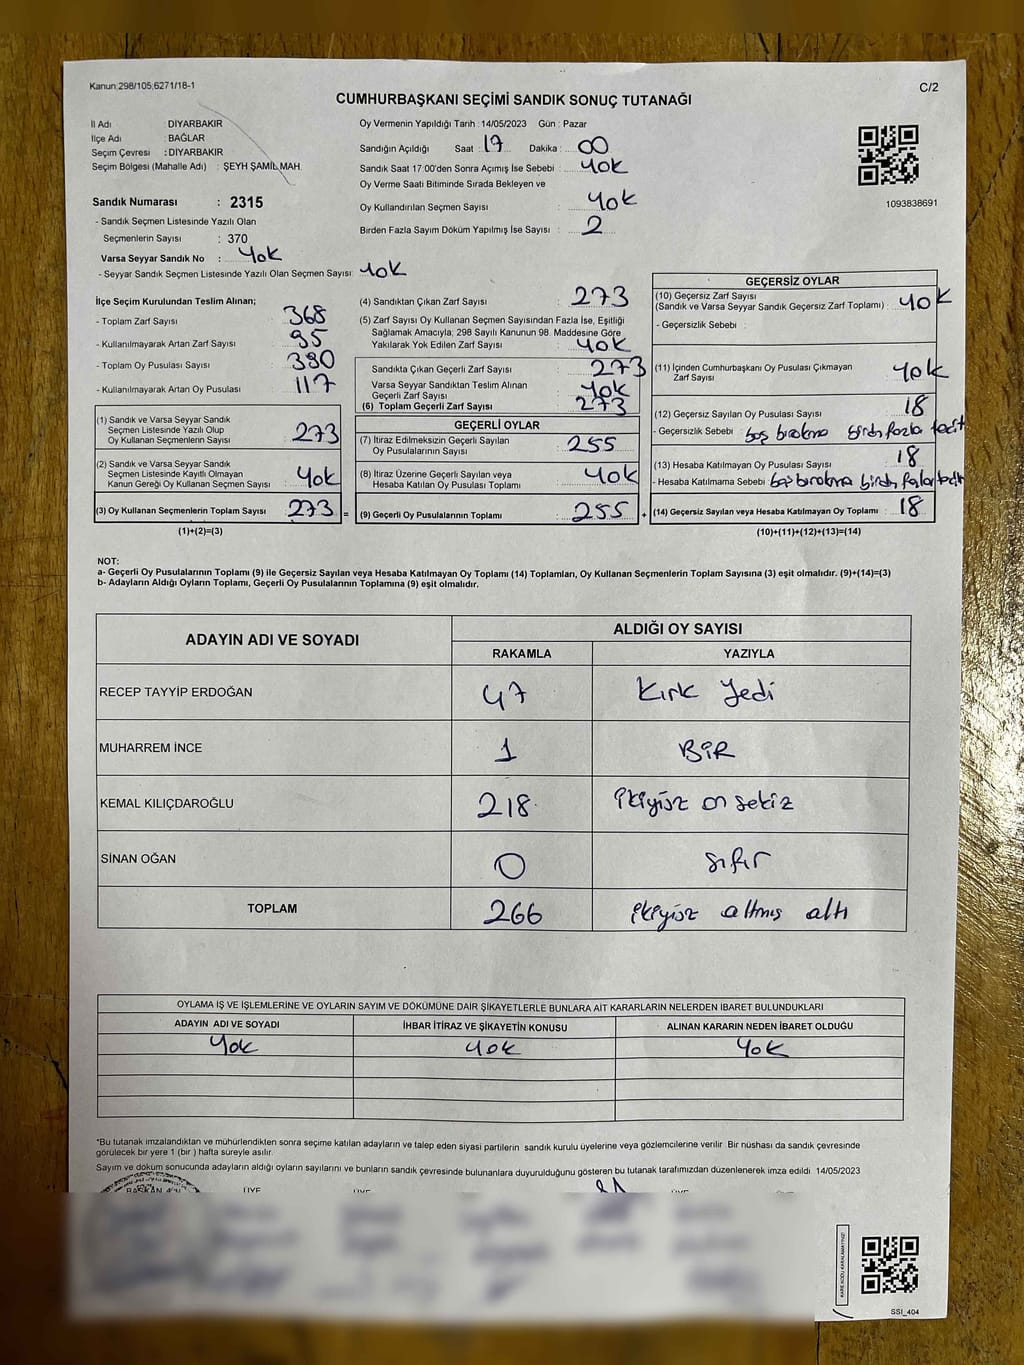 Kanun:298/105;6271/18-1
C/2
CUMHURBAŞKANI SEÇİMİ SANDIK SONUÇ TUTANAĞI
İl Adı : DİYARBAKIR
İlçe Adı : BAĞLAR
Seçim Çevresi : DİYARBAKIR
Seçim Bölgesi (Mahalle Adı) : ŞEYH ŞAMİL MAH.
Sandık Numarası : 2315
- Sandık Seçmen Listesinde Yazılı Olan
Seçmenlerin Sayısı : 370
Varsa Seyyar Sandık No : Yok
- Seyyar Sandık Seçmen Listesinde Yazılı Olan Seçmen Sayısı: Yok
Oy Vermenin Yapıldığı Tarih :14/05/2023 Gün : Pazar
Sandığın Açıldığı Saat : 17 Dakika : 00
Sandık Saat 17:00'den Sonra Açımış İse Sebebi : Yok
Oy Verme Saati Bitiminde Sırada Bekleyen ve
Oy Kullandırılan Seçmen Sayısı : Yok
Birden Fazla Sayım Döküm Yapılmış İse Sayısı : 2
1093838691
İlçe Seçim Kurulundan Teslim Alınan;
- Toplam Zarf Sayısı : 368
- Kullanılmayarak Artan Zarf Sayısı : 95
- Toplam Oy Pusulası Sayısı : 390
- Kullanılmayarak Artan Oy Pusulası : 117
(1) Sandık ve Varsa Seyyar Sandık
Seçmen Listesinde Yazılı Olup
Oy Kullanan Seçmenlerin Sayısı : 273
(2) Sandık ve Varsa Seyyar Sandık
Seçmen Listesinde Kayıtlı Olmayan
Kanun Gereği Oy Kullanan Seçmen Sayısı : Yok
(3) Oy Kullanan Seçmenlerin Toplam Sayısı : 273 =
(1)+(2)=(3)
(4) Sandıktan Çıkan Zarf Sayısı : 273
(5) Zarf Sayısı Oy Kullanan Seçmen Sayısından Fazla İse, Eşitliği
Sağlamak Amacıyla; 298 Sayılı Kanunun 98. Maddesine Göre
Yakılarak Yok Edilen Zarf Sayısı : Yok
Sandıkta Çıkan Geçerli Zarf Sayısı : 273
Varsa Seyyar Sandıktan Teslim Alınan
Geçerli Zarf Sayısı : Yok
(6) Toplam Geçerli Zarf Sayısı : 273
GEÇERLİ OYLAR
(7) İtiraz Edilmeksizin Geçerli Sayılan
Oy Pusulalarının Sayısı : 255
(8) İtiraz Üzerine Geçerli Sayılan veya
Hesaba Katılan Oy Pusulası Toplamı : Yok
(9) Geçerli Oy Pusulalarının Toplamı : 255 +
GEÇERSİZ OYLAR
(10) Geçersiz Zarf Sayısı
(Sandık ve Varsa Seyyar Sandık Geçersiz Zarf Toplamı) : Yok
- Geçersizlik Sebebi :
(11) İçinden Cumhurbaşkanı Oy Pusulası Çıkmayan
Zarf Sayısı : Yok
(12) Geçersiz Sayılan Oy Pusulası Sayısı : 18
- Geçersizlik Sebebi : boş bırakma birden fazla
(13) Hesaba Katılmayan Oy Pusulası Sayısı : 18
- Hesaba Katılmama Sebebi : boş bırakma birden fazla
(14) Geçersiz Sayılan veya Hesaba Katılmayan Oy Toplamı : 18
(10)+(11)+(12)+(13)=(14)
NOT:
a- Geçerli Oy Pusulalarının Toplamı (9) ile Geçersiz Sayılan veya Hesaba Katılmayan Oy Toplamı (14) Toplamları, Oy Kullanan Seçmenlerin Toplam Sayısına (3) eşit olmalıdır. (9)+(14)=(3)
b- Adayların Aldığı Oyların Toplamı, Geçerli Oy Pusulalarının Toplamına (9) eşit olmalıdır.
ADAYIN ADI VE SOYADI ALDIĞI OY SAYISI
RAKAMLA YAZIYLA
RECEP TAYYİP ERDOĞAN 47 Kırk Yedi
MUHARREM İNCE 1 BİR
KEMAL KILIÇDAROĞLU 218 ikiyüz on sekiz
SİNAN OĞAN 0 sıfır
TOPLAM 266 ikiyüz altmış altı
OYLAMA İŞ VE İŞLEMLERİNE VE OYLARIN SAYIM VE DÖKÜMÜNE DAİR ŞİKAYETLERLE BUNLARA AİT KARARLARIN NELERDEN İBARET BULUNDUKLARI
ADAYIN ADI VE SOYADI İHBAR İTİRAZ VE ŞİKAYETİN KONUSU ALINAN KARARIN NEDEN İBARET OLDUĞU
Yok Yok Yok
*Bu tutanak imzalandıktan ve mühürlendikten sonra seçime katılan adayların ve talep eden siyasi partilerin sandık kurulu üyelerine veya gözlemcilerine verilir Bir nüshası da sandık çevresinde
görülecek bir yere 1 (bir ) hafta süreyle asılır.
Sayım ve döküm sonucunda adayların aldığı oyların sayılarını ve bunların sandık çevresinde bulunanlara duyurulduğunu gösteren bu tutanak tarafımızdan düzenlenerek imza edildi 14/05/2023
BAŞKAN ÜYE ÜYE ÜYE ÜYE
SSİ_404